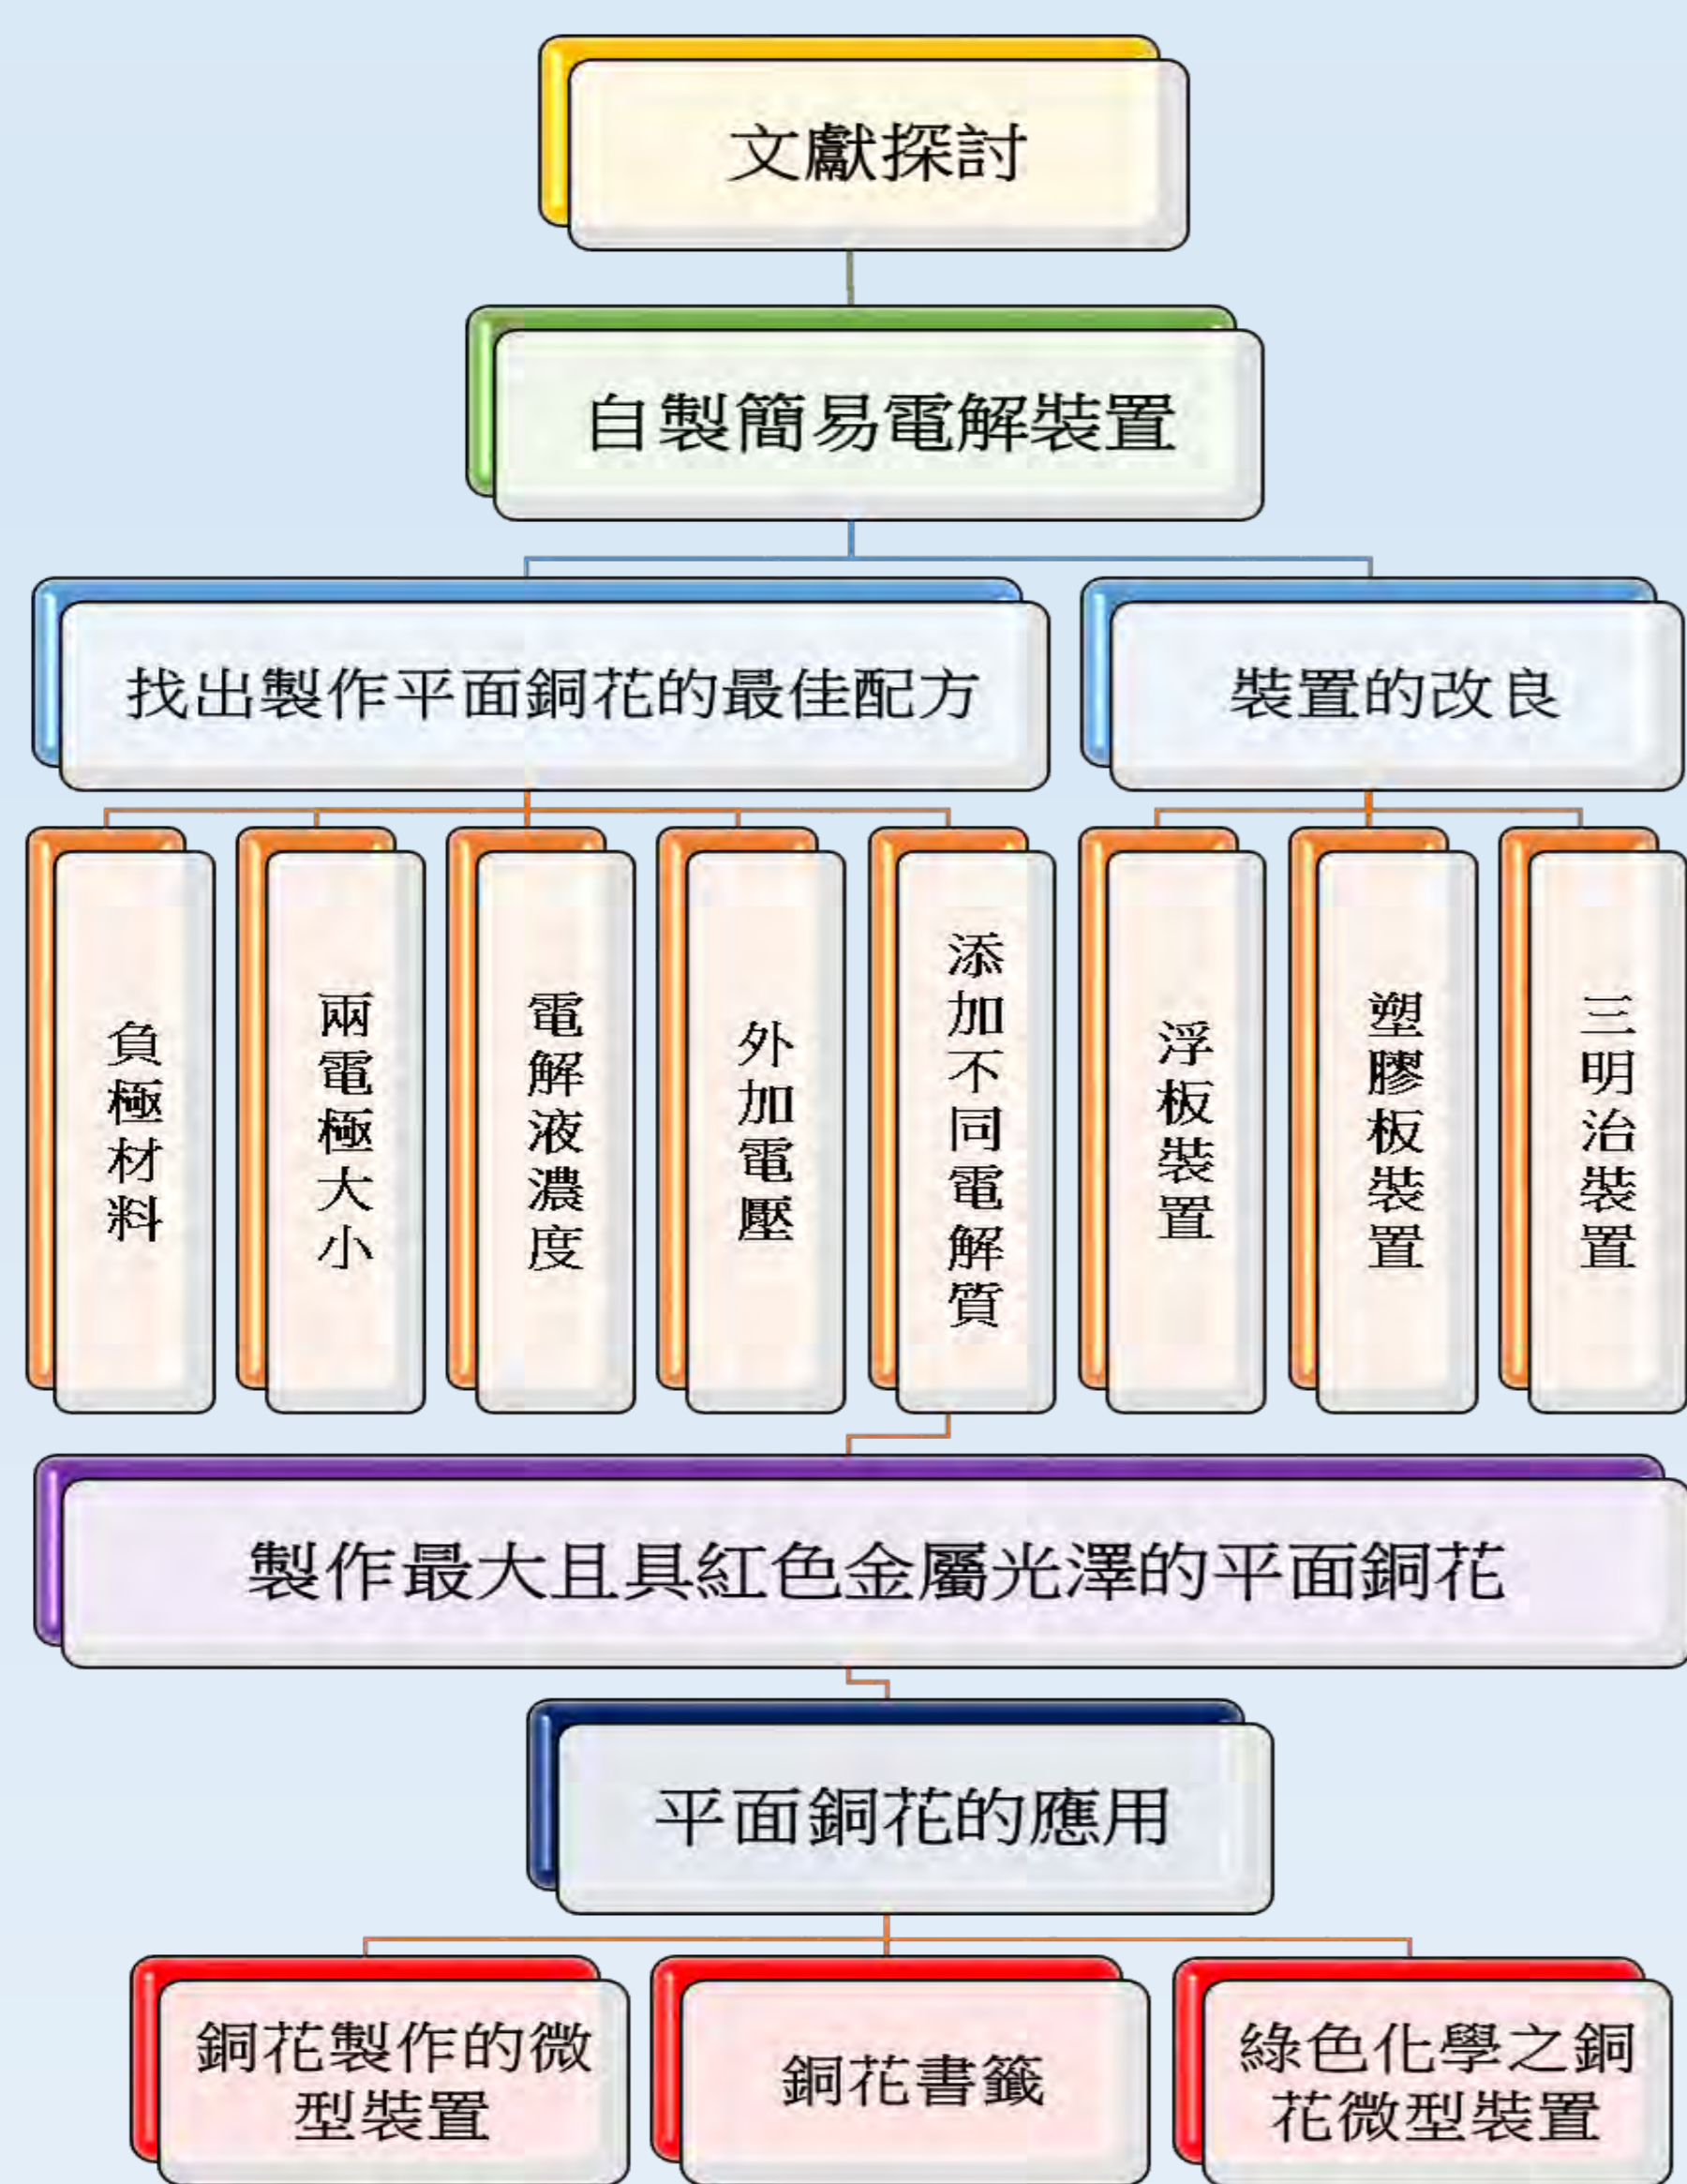 文獻探討
自製簡易電解裝置
找出製作平面銅花的最佳配方
裝置的改良
負極材料
兩電極大小
電解液濃度
外加電壓
添加不同電解質
浮板裝置
塑膠板裝置
三明治裝置
製作最大且具紅色金屬光澤的平面銅花
平面銅花的應用
銅花製作的微
型裝置
銅花書籤
綠色化學之銅
花微型裝置